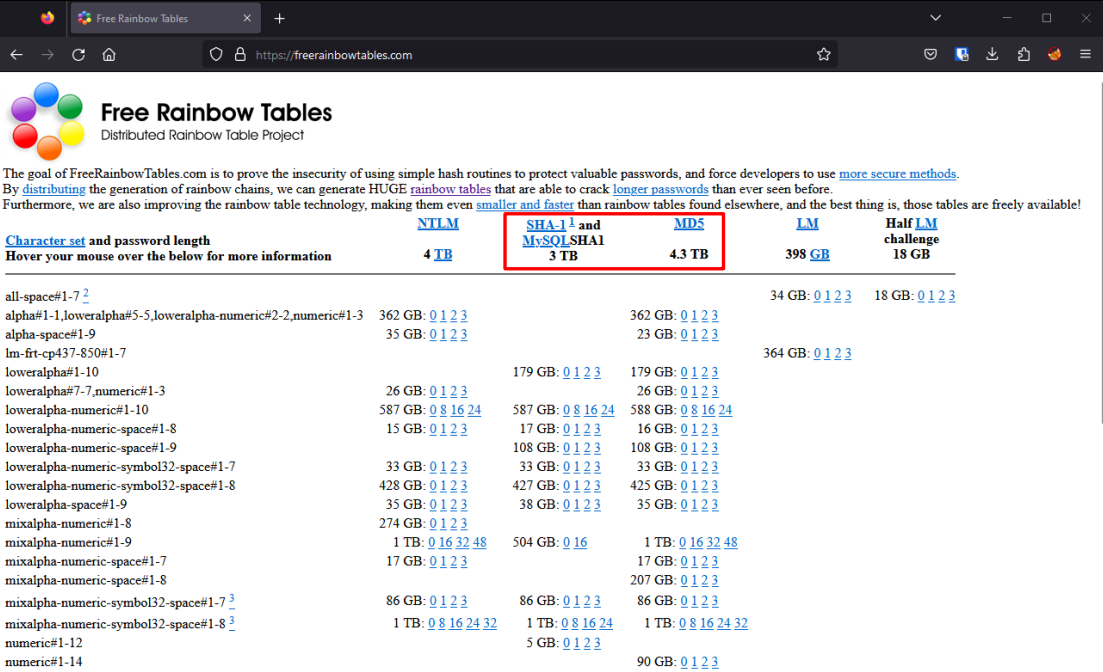 Free Rainbow Tables
https://freerainbowtables.com
Free Rainbow Tables
Distributed Rainbow Table Project
The goal of FreeRainbowTables.com is to prove the insecurity of using simple hash routines to protect valuable passwords, and force developers to use more secure methods.
By distributing the generation of rainbow chains, we can generate HUGE rainbow tables that are able to crack longer passwords than ever seen before.
Furthermore, we are also improving the rainbow table technology, making them even smaller and faster than rainbow tables found elsewhere, and the best thing is, those tables are freely available!
Character set and password length
Hover your mouse over the below for more information
NTLM
4 TB
SHA-1 1 and
MySQLSHA1
3 TB
MD5
4.3 TB
LM
398 GB
Half LM
challenge
18 GB
all-space#1-7 2 34 GB: 0 1 2 3 18 GB: 0 1 2 3
alpha#1-1,loweralpha#5-5,loweralpha-numeric#2-2,numeric#1-3 362 GB: 0 1 2 3 362 GB: 0 1 2 3
alpha-space#1-9 35 GB: 0 1 2 3 23 GB: 0 1 2 3
lm-frt-cp437-850#1-7 364 GB: 0 1 2 3
loweralpha#1-10 179 GB: 0 1 2 3 179 GB: 0 1 2 3
loweralpha#7-7,numeric#1-3 26 GB: 0 1 2 3 26 GB: 0 1 2 3
loweralpha-numeric#1-10 587 GB: 0 8 16 24 587 GB: 0 8 16 24 588 GB: 0 8 16 24
loweralpha-numeric-space#1-8 15 GB: 0 1 2 3 17 GB: 0 1 2 3 16 GB: 0 1 2 3
loweralpha-numeric-space#1-9 108 GB: 0 1 2 3 108 GB: 0 1 2 3
loweralpha-numeric-symbol32-space#1-7 33 GB: 0 1 2 3 33 GB: 0 1 2 3 33 GB: 0 1 2 3
loweralpha-numeric-symbol32-space#1-8 428 GB: 0 1 2 3 427 GB: 0 1 2 3 425 GB: 0 1 2 3
loweralpha-space#1-9 35 GB: 0 1 2 3 38 GB: 0 1 2 3 35 GB: 0 1 2 3
mixalpha-numeric#1-8 274 GB: 0 1 2 3
mixalpha-numeric#1-9 1 TB: 0 16 32 48 504 GB: 0 16 1 TB: 0 16 32 48
mixalpha-numeric-space#1-7 17 GB: 0 1 2 3 17 GB: 0 1 2 3
mixalpha-numeric-space#1-8 207 GB: 0 1 2 3
mixalpha-numeric-symbol32-space#1-7 3 86 GB: 0 1 2 3 86 GB: 0 1 2 3 86 GB: 0 1 2 3
mixalpha-numeric-symbol32-space#1-8 3 1 TB: 0 8 16 24 32 1 TB: 0 8 16 24 1 TB: 0 8 16 24 32
numeric#1-12 5 GB: 0 1 2 3
numeric#1-14 90 GB: 0 1 2 3